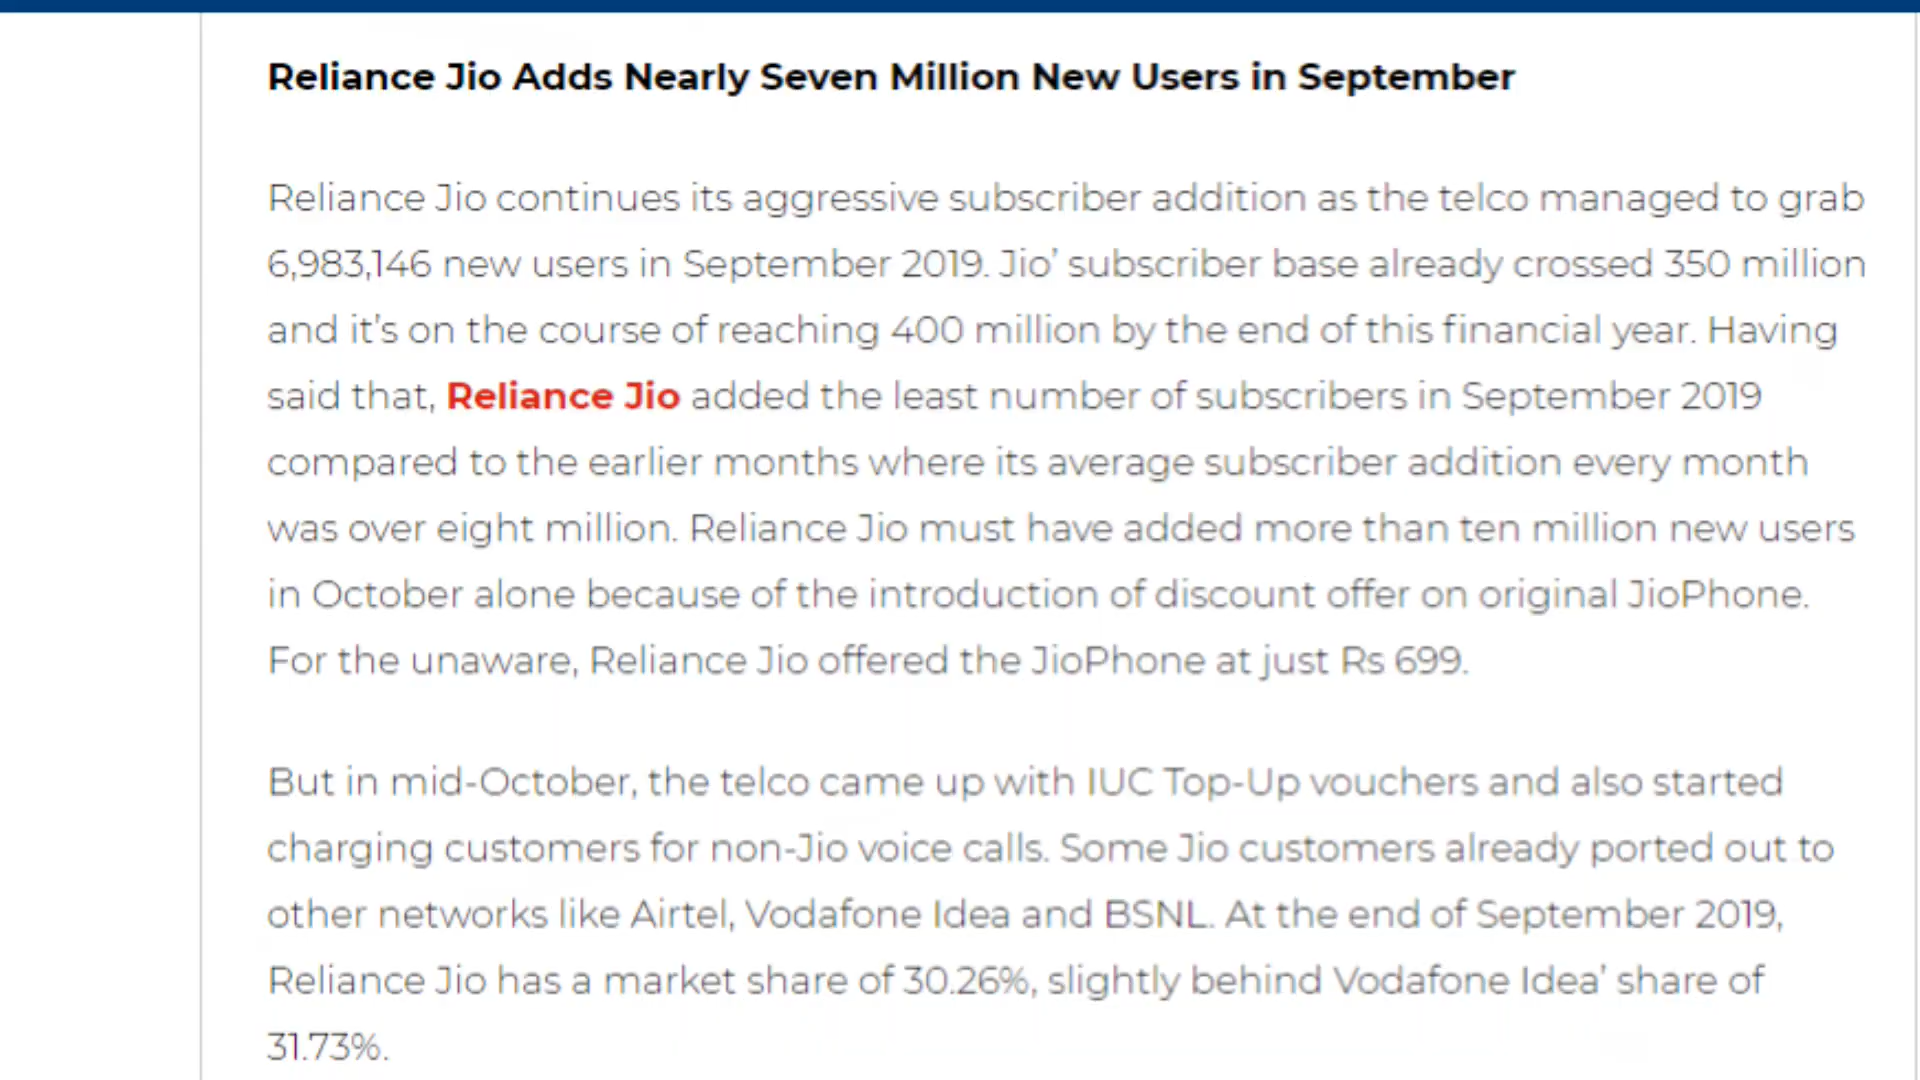 Reliance Jio Adds Nearly Seven Million New Users in September
Reliance Jio continues its aggressive subscriber addition as the telco managed to grab
6,983,146 new users in September 2019. Jio’ subscriber base already crossed 350 million
and it’s on the course of reaching 400 million by the end of this financial year. Having
said that, Reliance Jio added the least number of subscribers in September 2019
compared to the earlier months where its average subscriber addition every month
was over eight million. Reliance Jio must have added more than ten million new users
in October alone because of the introduction of discount offer on original JioPhone.
For the unaware, Reliance Jio offered the JioPhone at just Rs 699.
But in mid-October, the telco came up with IUC Top-Up vouchers and also started
charging customers for non-Jio voice calls. Some Jio customers already ported out to
other networks like Airtel, Vodafone Idea and BSNL. At the end of September 2019,
Reliance Jio has a market share of 30.26%, slightly behind Vodafone Idea’ share of
31.73%.